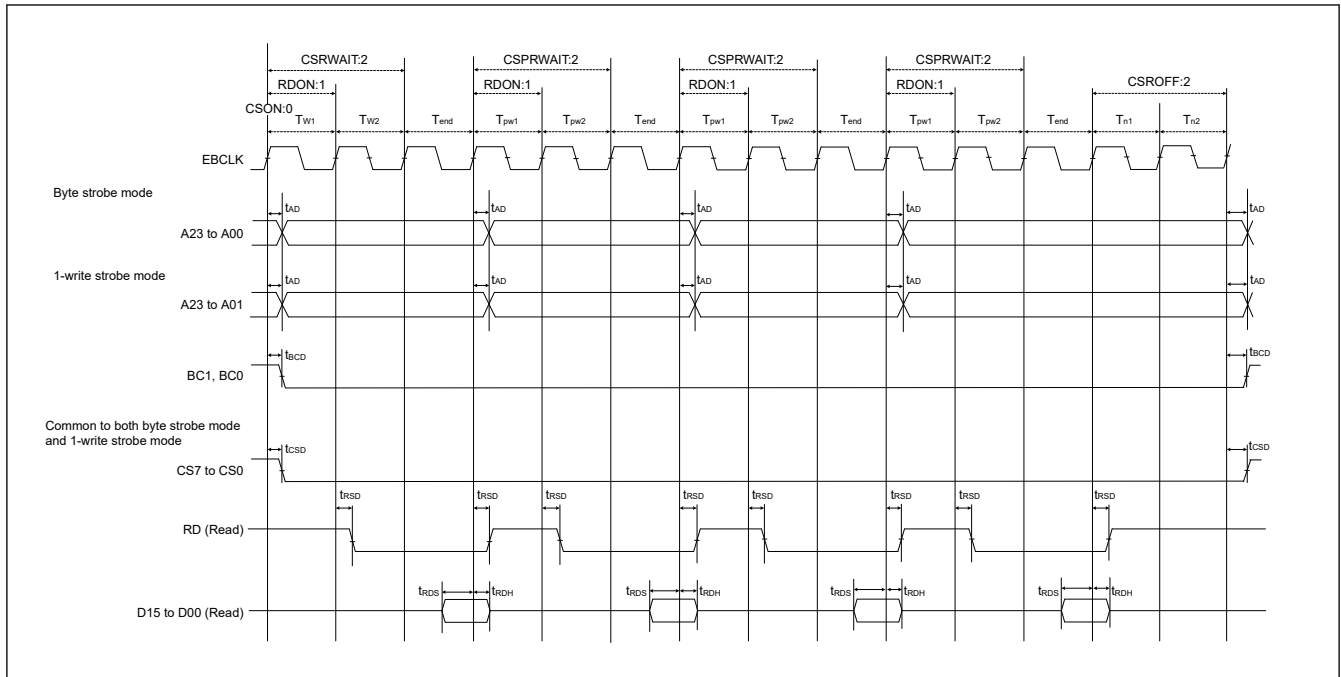 CSRWAIT:2 CSPRWAIT:2 CSPRWAIT:2 CSPRWAIT:2
RDON:1 RDON:1 RDON:1 RDON:1 CSROFF:2
CSON:0
TW1 TW2 Tend Tpw1 Tpw2 Tend Tpw1 Tpw2 Tend Tpw1 Tpw2 Tend Tn1 Tn2
EBCLK
Byte strobe mode
tAD tAD tAD tAD tAD
A23 to A00
1-write strobe mode
tAD tAD tAD tAD tAD
A23 to A01
tBCD tBCD
BC1, BC0
Common to both byte strobe mode
and 1-write strobe mode
tCSD tCSD
CS7 to CS0
tRSD tRSD tRSD tRSD tRSD tRSD tRSD tRSD
RD (Read)
tRDS tRDH tRDS tRDH tRDS tRDH tRDS tRDH
D15 to D00 (Read)